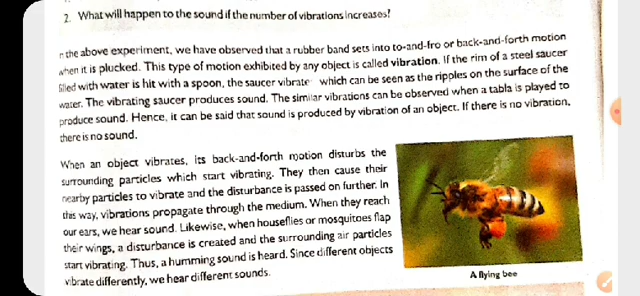 2. What will happen to the sound if the number of vibrations increases?
n the above experiment, we have observed that a rubber band sets into to-and-fro or back-and-forth motion
when it is plucked. This type of motion exhibited by any object is called vibration. If the rim of a steel saucer
filled with water is hit with a spoon, the saucer vibrate which can be seen as the ripples on the surface of the
water. The vibrating saucer produces sound. The similar vibrations can be observed when a tabla is played to
produce sound. Hence, it can be said that sound is produced by vibration of an object. If there is no vibration,
there is no sound.
When an object vibrates, its back-and-forth motion disturbs the
surrounding particles which start vibrating. They then cause their
nearby particles to vibrate and the disturbance is passed on further. In
this way, vibrations propagate through the medium. When they reach
our ears, we hear sound. Likewise, when houseflies or mosquitoes flap
their wings, a disturbance is created and the surrounding air particles
start vibrating. Thus, a humming sound is heard. Since different objects
vibrate differently, we hear different sounds.
A flying bee